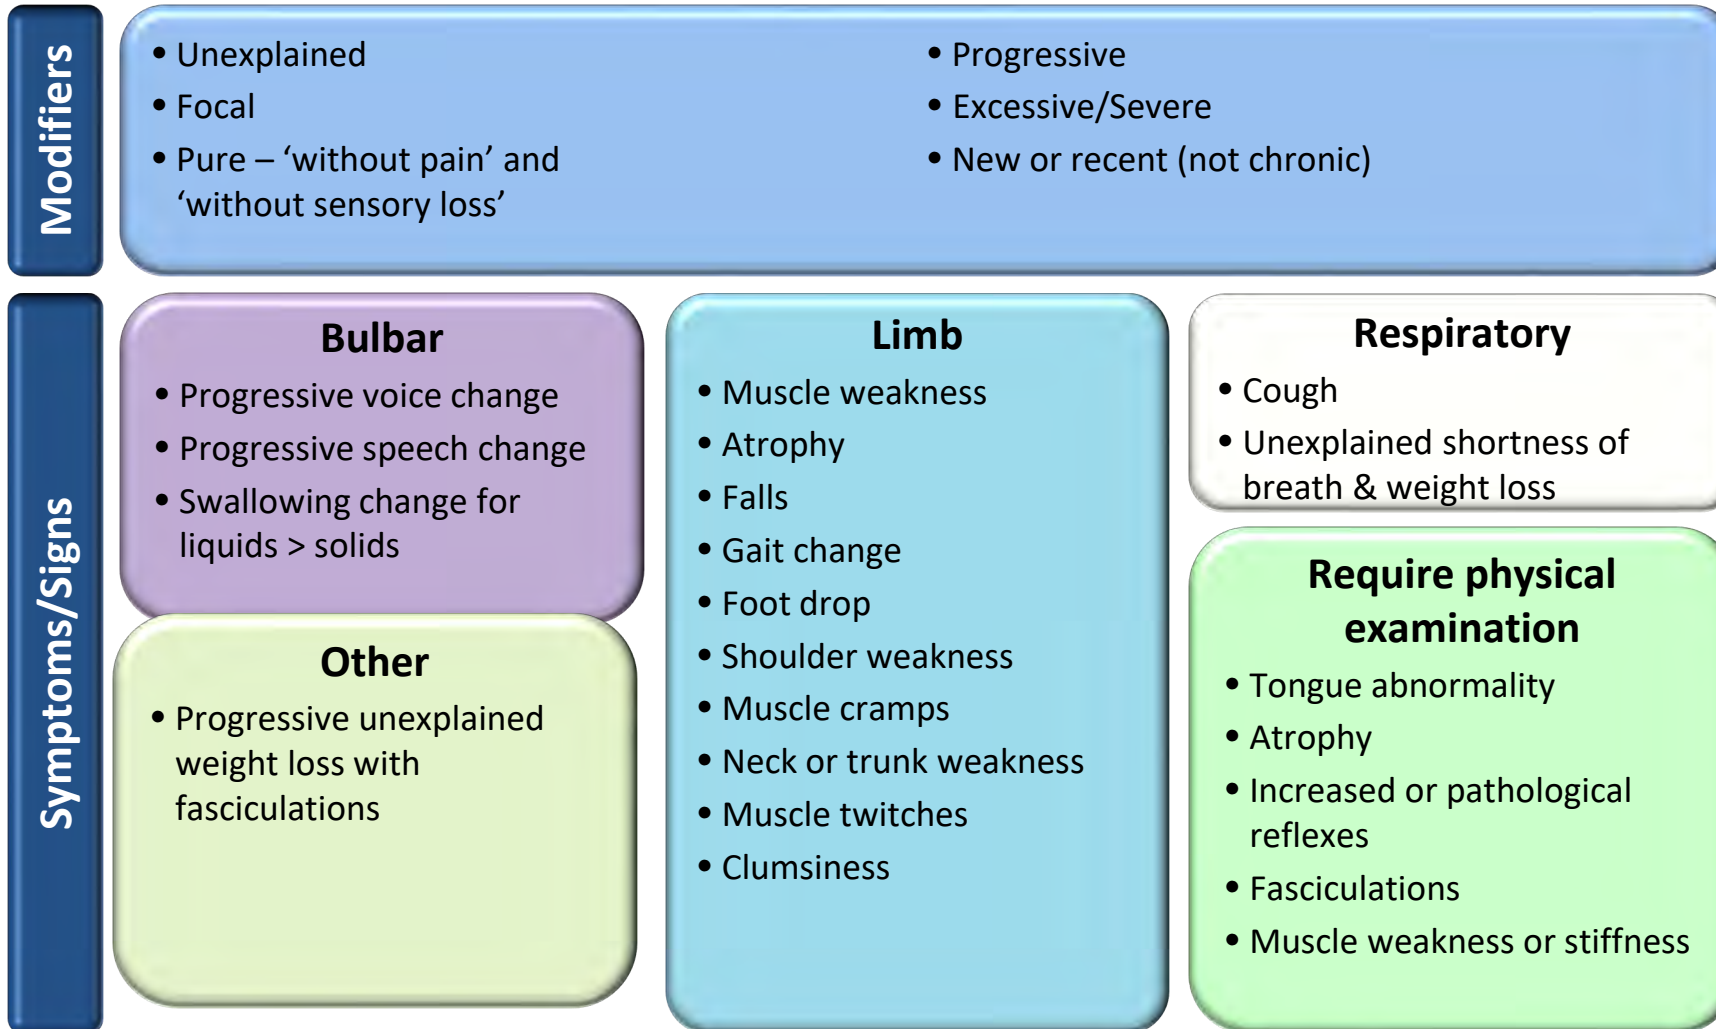 Modifiers
• Unexplained
• Focal
• Pure – ‘without pain’ and
‘without sensory loss’
• Progressive
• Excessive/Severe
• New or recent (not chronic)
Symptoms/Signs
Bulbar
• Progressive voice change
• Progressive speech change
• Swallowing change for
liquids > solids
Other
• Progressive unexplained
weight loss with
fasciculations
Limb
• Muscle weakness
• Atrophy
• Falls
• Gait change
• Foot drop
• Shoulder weakness
• Muscle cramps
• Neck or trunk weakness
• Muscle twitches
• Clumsiness
Respiratory
• Cough
• Unexplained shortness of
breath & weight loss
Require physical
examination
• Tongue abnormality
• Atrophy
• Increased or pathological
reflexes
• Fasciculations
• Muscle weakness or stiffness